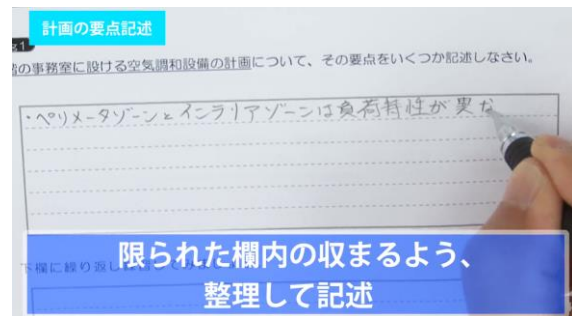 計画の要点記述
の事務室に設ける空気調和設備の計画について、その要点をいくつか記述しなさい。
・ペリメータゾーンとインテリアゾーンは負荷特性が異な
限られた欄内の収まるよう、
下欄に繰り返し
整理して記述